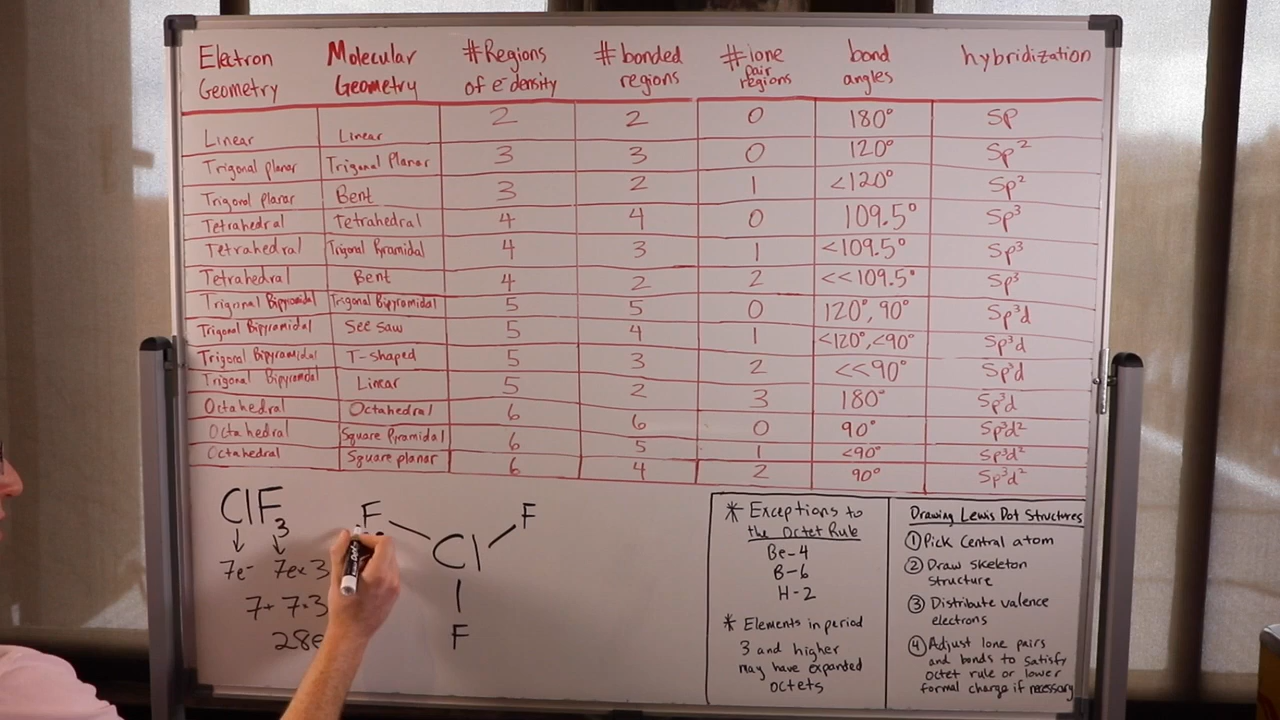 Electron Geometry | Molecular Geometry | # Regions of e⁻ density | # bonded regions | # lone pair regions | bond angles | hybridization
Linear | Linear | 2 | 2 | 0 | 180° | Sp
Trigonal planar | Trigonal Planar | 3 | 3 | 0 | 120° | Sp²
Trigonal planar | Bent | 3 | 2 | 1 | <120° | Sp²
Tetrahedral | Tetrahedral | 4 | 4 | 0 | 109.5° | Sp³
Tetrahedral | Trigonal Pyramidal | 4 | 3 | 1 | <109.5° | Sp³
Tetrahedral | Bent | 4 | 2 | 2 | <<109.5° | Sp³
Trigonal Bipyramidal | Trigonal Bipyramidal | 5 | 5 | 0 | 120°, 90° | Sp³d
Trigonal Bipyramidal | See saw | 5 | 4 | 1 | <120°, <90° | Sp³d
Trigonal Bipyramidal | T-shaped | 5 | 3 | 2 | <<90° | Sp³d
Trigonal Bipyramidal | Linear | 5 | 2 | 3 | 180° | Sp³d
Octahedral | Octahedral | 6 | 6 | 0 | 90° | Sp³d²
Octahedral | Square Pyramidal | 6 | 5 | 1 | <90° | Sp³d²
Octahedral | Square planar | 6 | 4 | 2 | 90° | Sp³d²
ClF₃
7e⁻ 7e×3
7+7·3
28e
F F
Cl
F
* Exceptions to
the Octet Rule
Be-4
B-6
H-2
* Elements in period
3 and higher
may have expanded
octets
Drawing Lewis Dot Structures
① Pick Central atom
② Draw skeleton
structure
③ Distribute valence
electrons
④ Adjust lone pairs
and bonds to satisfy
octet rule or lower
formal charge if necessary